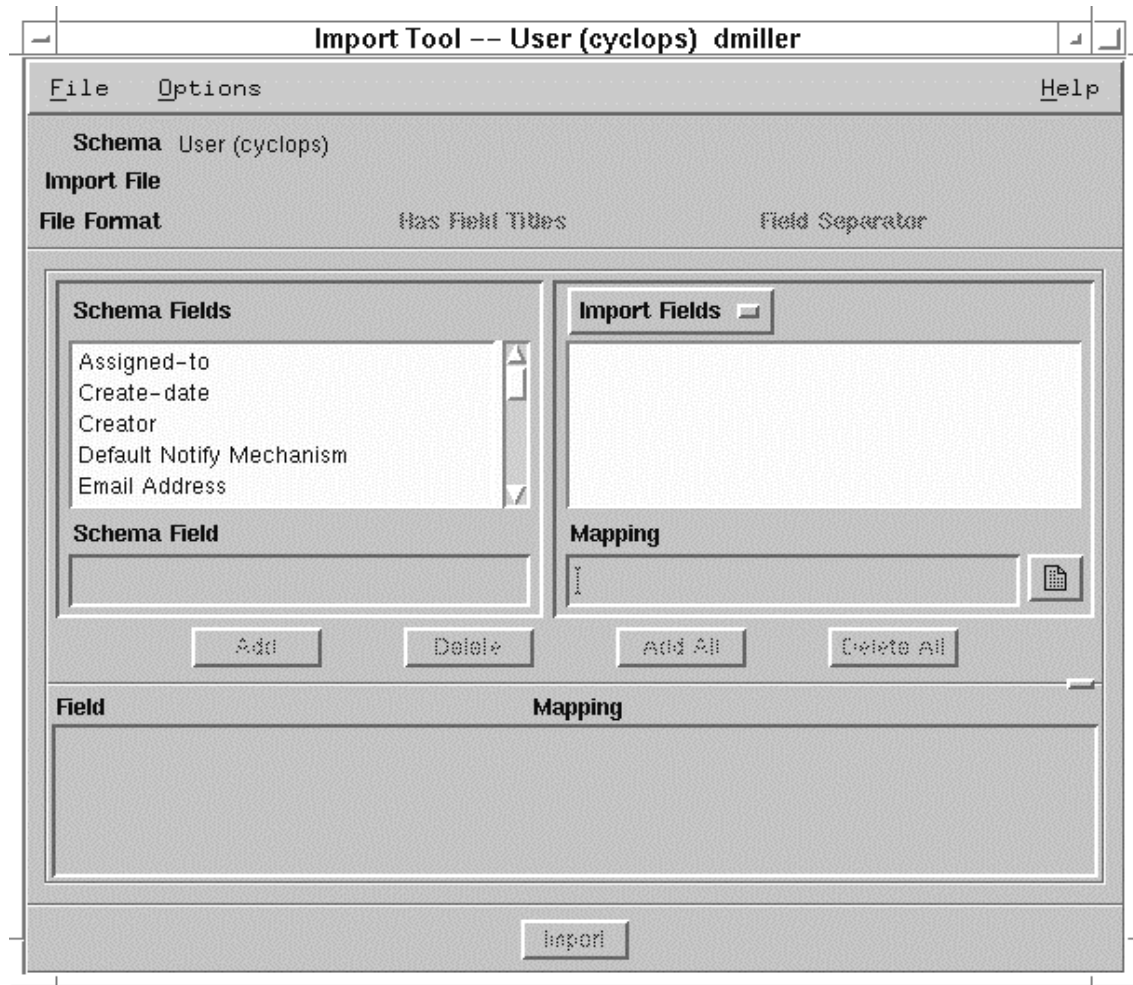 Import Tool -- User (cyclops) dmiller
File Options Help
Schema User (cyclops)
Import File
File Format Has Field Titles Field Separator
Schema Fields Import Fields
Assigned-to
Create-date
Creator
Default Notify Mechanism
Email Address
Schema Field Mapping
Add Delete Add All Delete All
Field Mapping
Import